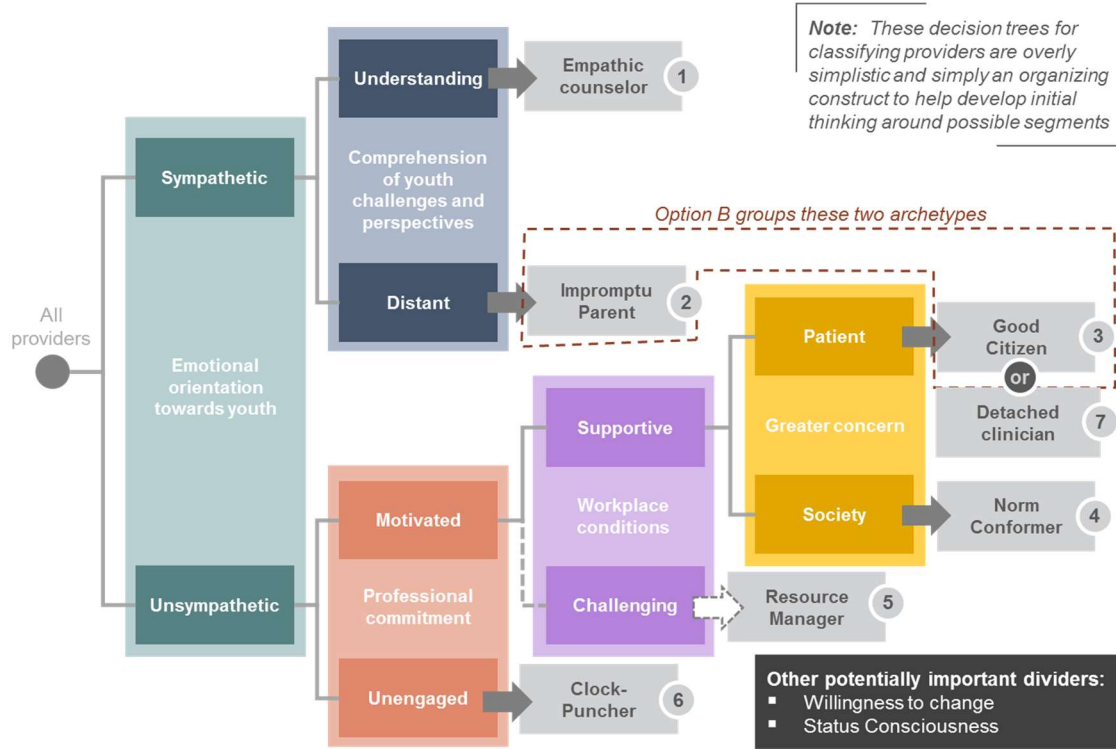 Note: These decision trees for
classifying providers are overly
simplistic and simply an organizing
construct to help develop initial
thinking around possible segments
Understanding
Empathic
counselor
1
Sympathetic
Comprehension
of youth
challenges and
perspectives
Option B groups these two archetypes
Distant
Impromptu
Parent
2
All
providers
Emotional
orientation
towards youth
Patient
Good
Citizen
3
or
Detached
clinician
7
Supportive
Greater concern
Motivated
Workplace
conditions
Society
Norm
Conformer
4
Unsympathetic
Professional
commitment
Challenging
Resource
Manager
5
Unengaged
Clock-
Puncher
6
Other potentially important dividers:
▪ Willingness to change
▪ Status Consciousness